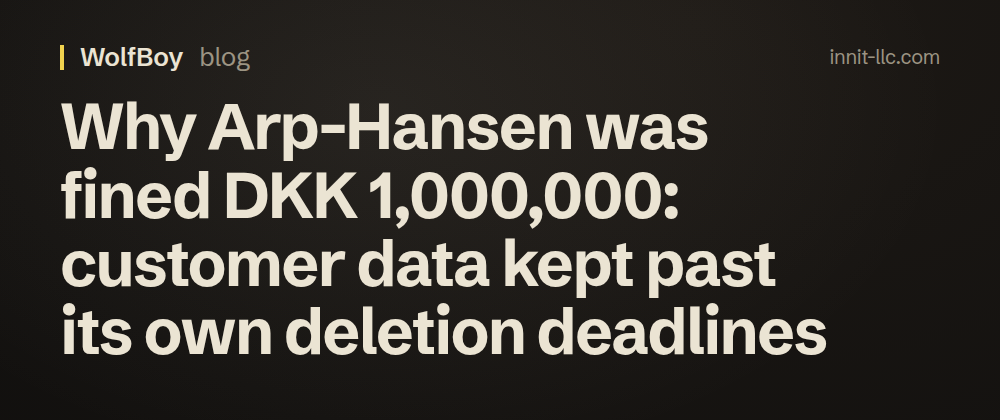 WolfBoy blog
innit-llc.com
Why Arp-Hansen was
fined DKK 1,000,000:
customer data kept past
its own deletion deadlines